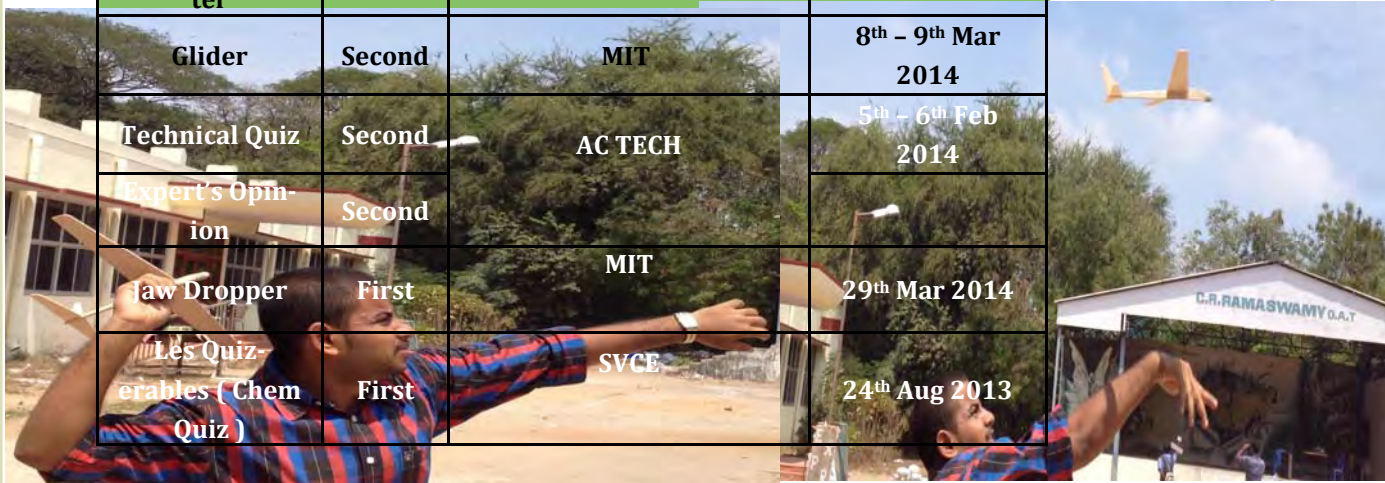 ter
Glider
Second
MIT
8th – 9th Mar
2014
Technical Quiz
Second
AC TECH
5th – 6th Feb
2014
Expert's Opin-
ion
Second
Jaw Dropper
First
MIT
29th Mar 2014
Les Quiz-
erables ( Chem
Quiz )
First
SVCE
24th Aug 2013
C.R.RAMASWAMY O.A.T